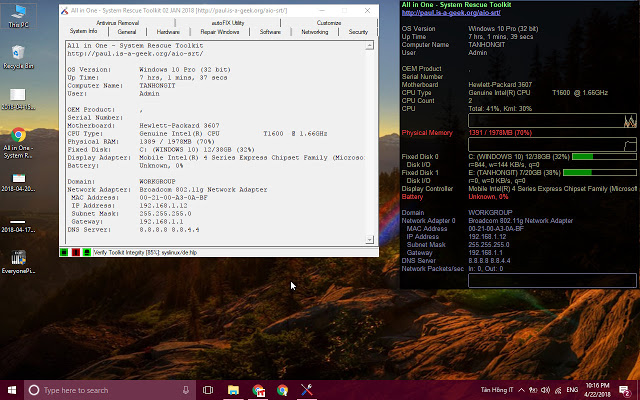 This PC
Recycle Bin
2018-04-15...
All in One - System R...
2018-04-20...
2018-04-17...
EveryonePi...
All in One - System Rescue Toolkit 02 JAN 2018 [http://paul.is-a-geek.org/aio-srt/]
Antivirus Removal autoFIX Utility Customize
System Info General Hardware Repair Windows Software Networking Security
All in One - System Rescue Toolkit
http://paul.is-a-geek.org/aio-srt/
OS Version: Windows 10 Pro (32 bit)
Up Time: 7 hr, 1 mins, 37 secs
Computer Name: TANHONGIT
User: Admin
OEM Product: ,
Serial Number:
Motherboard: Hewlett-Packard 3607
CPU Type: Genuine Intel(R) CPU T1600 @ 1.66GHz
Physical RAM: 1389 / 1978MB (70%)
Fixed Disk: C: (WINDOWS 10) 12/38GB (32%)
Display Adapter: Mobile Intel(R) 4 Series Express Chipset Family (Microso
Battery: Unknown, 0%
Domain: WORKGROUP
Network Adapter: Broadcom 802.11g Network Adapter
MAC Address: 00-21-00-A3-0A-BF
IP Address: 192.168.1.12
Subnet Mask: 255.255.255.0
Gateway: 192.168.1.1
DNS Server: 8.8.8.8 8.8.4.4
Verify Toolkit Integity [85%] syslinux/de.hlp
All in One - System Rescue Toolkit
http://paul.is-a-geek.org/aio-srt/
OS Version Windows 10 Pro (32 bit)
Up Time 7 hrs, 1 mins, 39 secs
Computer Name TANHONGIT
User Admin
OEM Product ,
Serial Number
Motherboard Hewlett-Packard 3607
CPU Type Genuine Intel(R) CPU T1600 @ 1.66GHz
CPU Count 2
CPU Total: 41%, Krnl: 30%
Physical Memory 1391 / 1978MB (70%)
Fixed Disk 0 C: (WINDOWS 10) 12/38GB (32%)
Disk I/O r=844, w=144 KB/s, q=0
Fixed Disk 1 E: (TANHONGIT) 7/20GB (38%)
Disk I/O r=0, w=0 KB/s, q=0
Display Controller Mobile Intel(R) 4 Series Express Chipset Family (Microsoft
Battery Unknown, 0%
Domain WORKGROUP
Network Adapter 0 Broadcom 802.11g Network Adapter
MAC Address 00-21-00-A3-0A-BF
IP Address 192.168.1.12
Subnet Mask 255.255.255.0
Gateway 192.168.1.1
DNS Server 8.8.8.8 8.8.4.4
Network Packets/sec In: 0, Out: 0
Type here to search
Tân Hồng IT
ENG
10:16 PM
4/22/2018
2